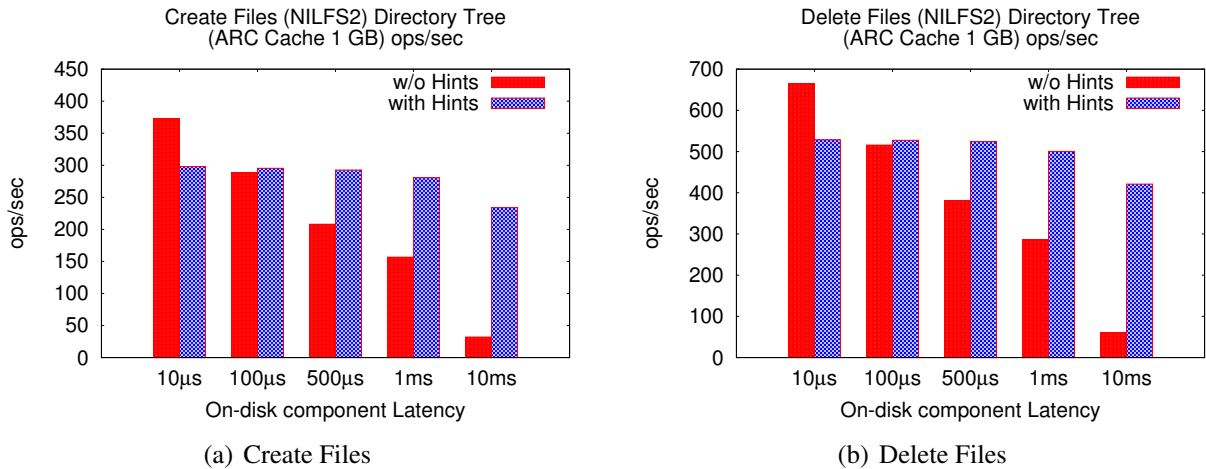 Create Files (NILFS2) Directory Tree
(ARC Cache 1 GB) ops/sec
450
400
350
300
250
200
150
100
50
0
ops/sec
w/o Hints
with Hints
10µs 100µs 500µs 1ms 10ms
On-disk component Latency
(a) Create Files
Delete Files (NILFS2) Directory Tree
(ARC Cache 1 GB) ops/sec
700
600
500
400
300
200
100
0
ops/sec
w/o Hints
with Hints
10µs 100µs 500µs 1ms 10ms
On-disk component Latency
(b) Delete Files